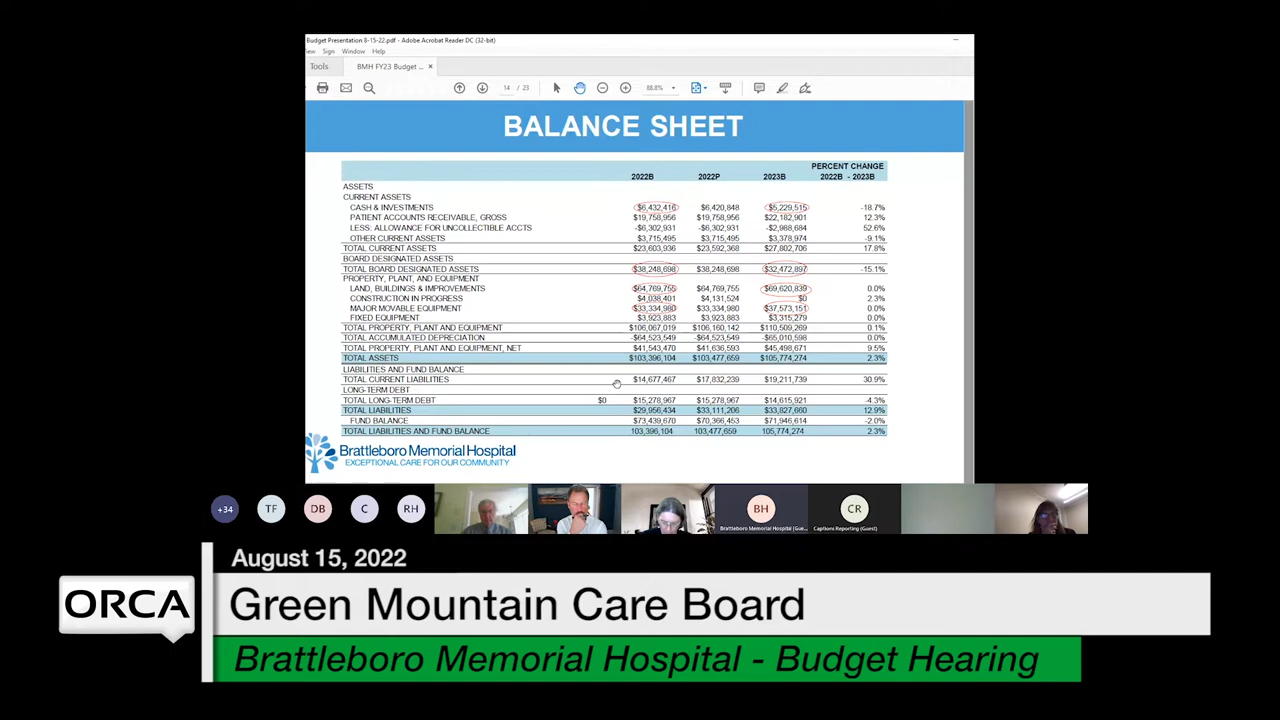 Budget Presentation 8-15-22.pdf - Adobe Acrobat Reader DC (32-bit)
Sign Window Help
Tools BMH FY23 Budget ... ×
14 / 23 88.8%
BALANCE SHEET
PERCENT CHANGE
2022B 2022P 2023B 2022B - 2023B
ASSETS
CURRENT ASSETS
CASH & INVESTMENTS $6,432,416 $6,420,848 $5,229,515 -18.7%
PATIENT ACCOUNTS RECEIVABLE, GROSS $19,758,956 $19,758,956 $22,182,901 12.3%
LESS: ALLOWANCE FOR UNCOLLECTIBLE ACCTS -$6,302,931 -$6,302,931 -$2,988,684 52.6%
OTHER CURRENT ASSETS $3,715,495 $3,715,495 $3,378,974 -9.1%
TOTAL CURRENT ASSETS $23,603,936 $23,592,368 $27,802,706 17.8%
BOARD DESIGNATED ASSETS
TOTAL BOARD DESIGNATED ASSETS $38,248,698 $38,248,698 $32,472,897 -15.1%
PROPERTY, PLANT, AND EQUIPMENT
LAND, BUILDINGS & IMPROVEMENTS $64,769,755 $64,769,755 $69,620,839 0.0%
CONSTRUCTION IN PROGRESS $4,038,401 $4,131,524 $0 2.3%
MAJOR MOVABLE EQUIPMENT $33,334,980 $33,334,980 $37,573,151 0.0%
FIXED EQUIPMENT $3,923,883 $3,923,883 $3,315,279 0.0%
TOTAL PROPERTY, PLANT AND EQUIPMENT $106,067,019 $106,160,142 $110,509,269 0.1%
TOTAL ACCUMULATED DEPRECIATION -$64,523,549 -$64,523,549 -$65,010,598 0.0%
TOTAL PROPERTY, PLANT AND EQUIPMENT, NET $41,543,470 $41,636,593 $45,498,671 9.5%
TOTAL ASSETS $103,396,104 $103,477,659 $105,774,274 2.3%
LIABILITIES AND FUND BALANCE
TOTAL CURRENT LIABILITIES $14,677,467 $17,832,239 $19,211,739 30.9%
LONG-TERM DEBT
TOTAL LONG-TERM DEBT $0 $15,278,967 $15,278,967 $14,615,921 -4.3%
TOTAL LIABILITIES $29,956,434 $33,111,206 $33,827,660 12.9%
FUND BALANCE $73,439,670 $70,366,453 $71,946,614 -2.0%
TOTAL LIABILITIES AND FUND BALANCE 103,396,104 103,477,659 105,774,274 2.3%
Brattleboro Memorial Hospital
EXCEPTIONAL CARE FOR OUR COMMUNITY
+34 TF DB C RH BH CR
Brattleboro Memorial Hospital (Gue... Captions Reporting (Guest)
August 15, 2022
ORCA Green Mountain Care Board
Brattleboro Memorial Hospital - Budget Hearing